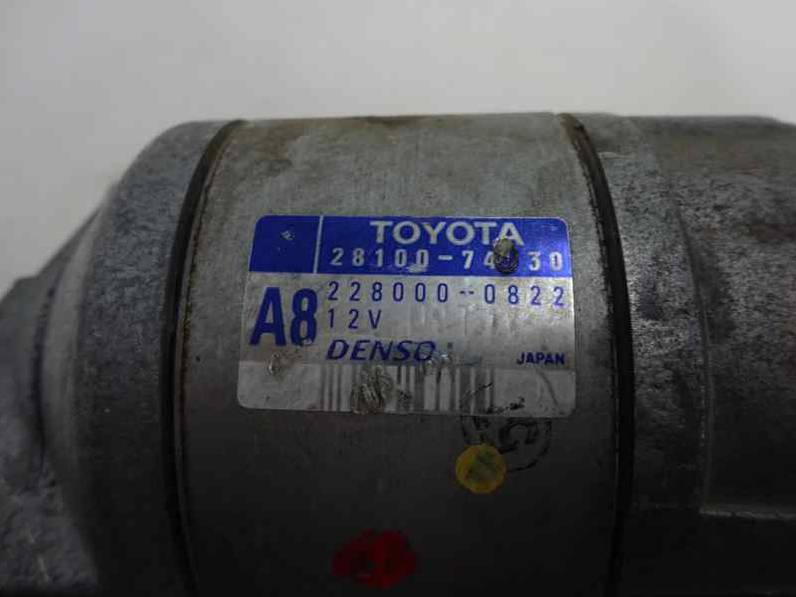 TOYOTA
A8
228000-0822
12V
DENSO
JAPAN